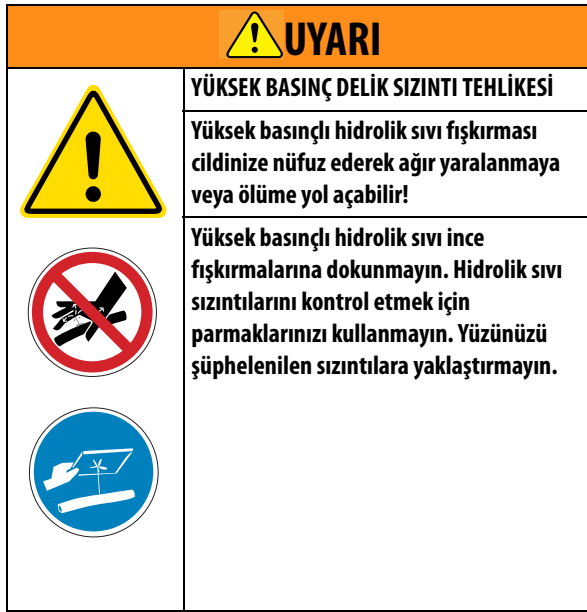 UYARI
YÜKSEK BASINÇ DELİK SIZINTI TEHLİKESİ
Yüksek basınçlı hidrolik sıvı fışkırması
cildinize nüfuz ederek ağır yaralanmaya
veya ölüme yol açabilir!
Yüksek basınçlı hidrolik sıvı ince
fışkırmalarına dokunmayın. Hidrolik sıvı
sızıntılarını kontrol etmek için
parmaklarınızı kullanmayın. Yüzünüzü
şüphelenilen sızıntılara yaklaştırmayın.